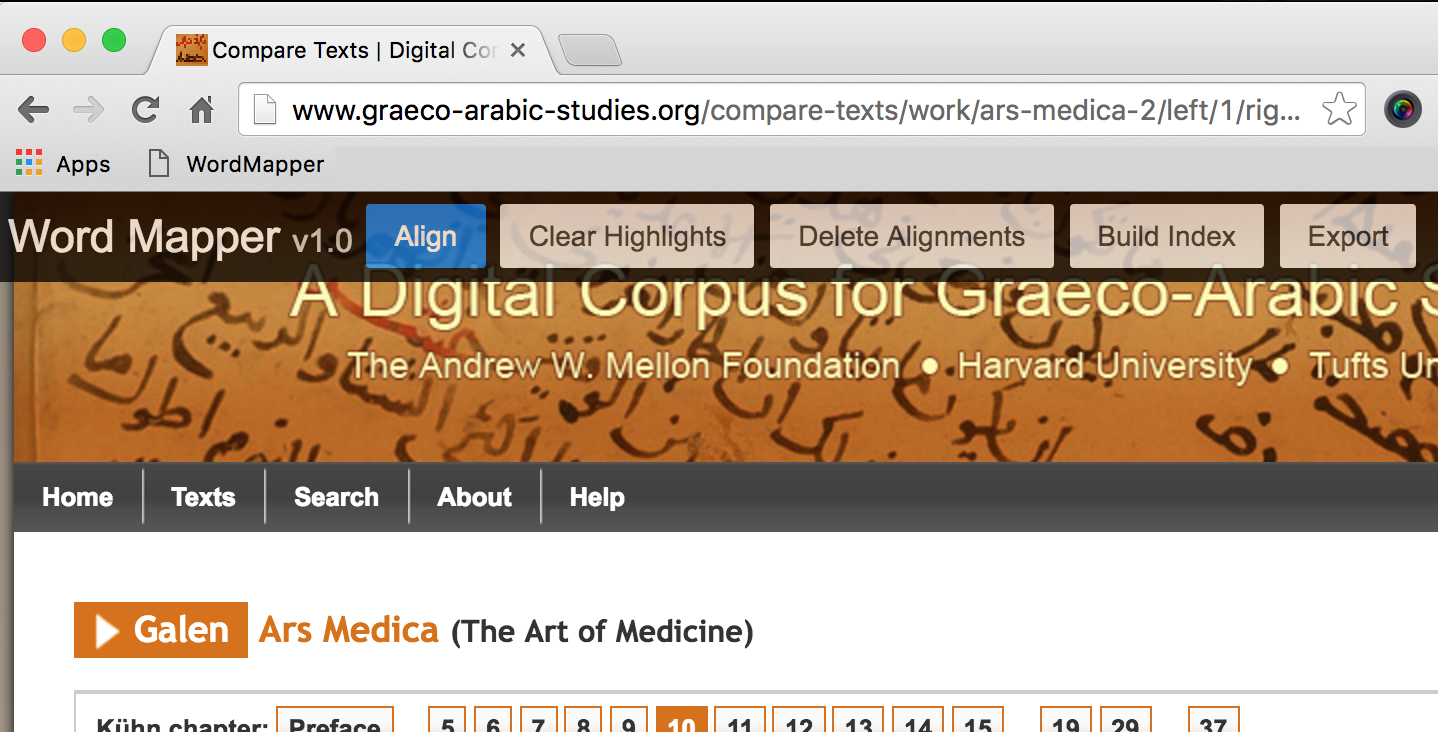 Compare Texts | Digital Cor
www.graeco-arabic-studies.org/compare-texts/work/ars-medica-2/left/1/rig...
Apps WordMapper
Word Mapper v1.0 Align Clear Highlights Delete Alignments Build Index Export
A Digital Corpus for Graeco-Arabic S
The Andrew W. Mellon Foundation • Harvard University • Tufts Un
Home Texts Search About Help
Galen Ars Medica (The Art of Medicine)
Kühn chapter: Preface 5 6 7 8 9 10 11 12 13 14 15 19 29 37